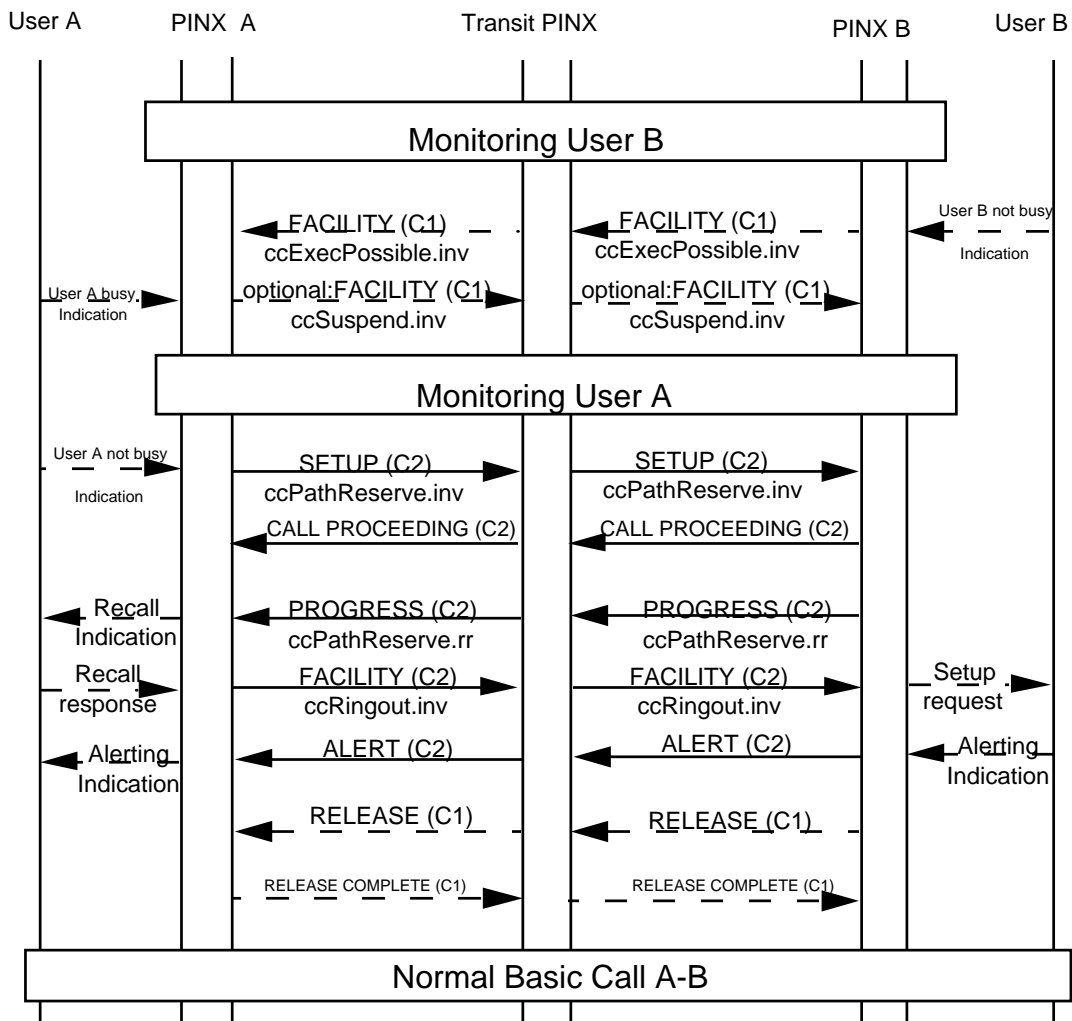 User A PINX A Transit PINX PINX B User B
Monitoring User B
FACILITY (C1) FACILITY (C1) User B not busy
ccExecPossible.inv ccExecPossible.inv Indication
User A busy optional:FACILITY (C1) optional:FACILITY (C1)
Indication ccSuspend.inv ccSuspend.inv
Monitoring User A
User A not busy SETUP (C2) SETUP (C2)
Indication ccPathReserve.inv ccPathReserve.inv
CALL PROCEEDING (C2) CALL PROCEEDING (C2)
Recall PROGRESS (C2) PROGRESS (C2)
Indication ccPathReserve.rr ccPathReserve.rr
Recall FACILITY (C2) FACILITY (C2) Setup
response ccRingout.inv ccRingout.inv request
Alerting ALERT (C2) ALERT (C2) Alerting
Indication Indication
RELEASE (C1) RELEASE (C1)
RELEASE COMPLETE (C1) RELEASE COMPLETE (C1)
Normal Basic Call A-B